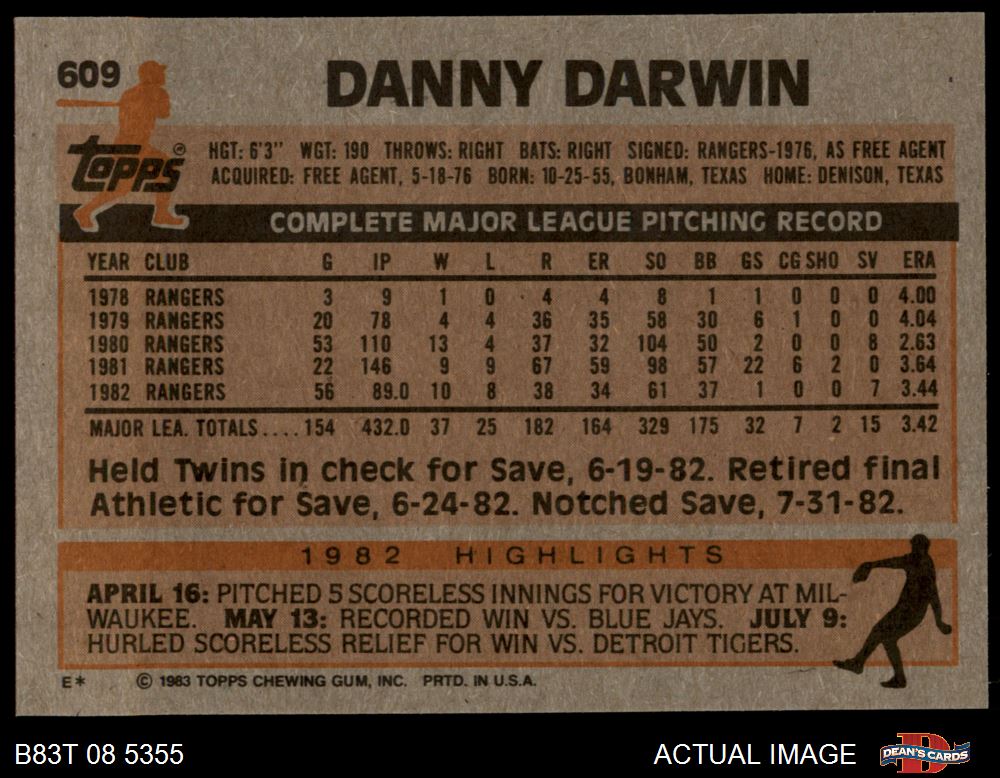 609
DANNY DARWIN
Topps ®
HGT: 6'3" WGT: 190 THROWS: RIGHT BATS: RIGHT SIGNED: RANGERS-1976, AS FREE AGENT
ACQUIRED: FREE AGENT, 5-18-76 BORN: 10-25-55, BONHAM, TEXAS HOME: DENISON, TEXAS
COMPLETE MAJOR LEAGUE PITCHING RECORD
YEAR CLUB G IP W L R ER SO BB GS CG SHO SV ERA
1978 RANGERS 3 9 1 0 4 4 8 1 1 0 0 0 4.00
1979 RANGERS 20 78 4 4 36 35 58 30 6 1 0 0 4.04
1980 RANGERS 53 110 13 4 37 32 104 50 2 0 0 8 2.63
1981 RANGERS 22 146 9 9 67 59 98 57 22 6 2 0 3.64
1982 RANGERS 56 89.0 10 8 38 34 61 37 1 0 0 7 3.44
MAJOR LEA. TOTALS.... 154 432.0 37 25 182 164 329 175 32 7 2 15 3.42
Held Twins in check for Save, 6-19-82. Retired final
Athletic for Save, 6-24-82. Notched Save, 7-31-82.
1982 HIGHLIGHTS
APRIL 16: PITCHED 5 SCORELESS INNINGS FOR VICTORY AT MIL-
WAUKEE. MAY 13: RECORDED WIN VS. BLUE JAYS. JULY 9:
HURLED SCORELESS RELIEF FOR WIN VS. DETROIT TIGERS.
E* © 1983 TOPPS CHEWING GUM, INC. PRTD. IN U.S.A.
B83T 08 5355
ACTUAL IMAGE
D
DEAN'S CARDS